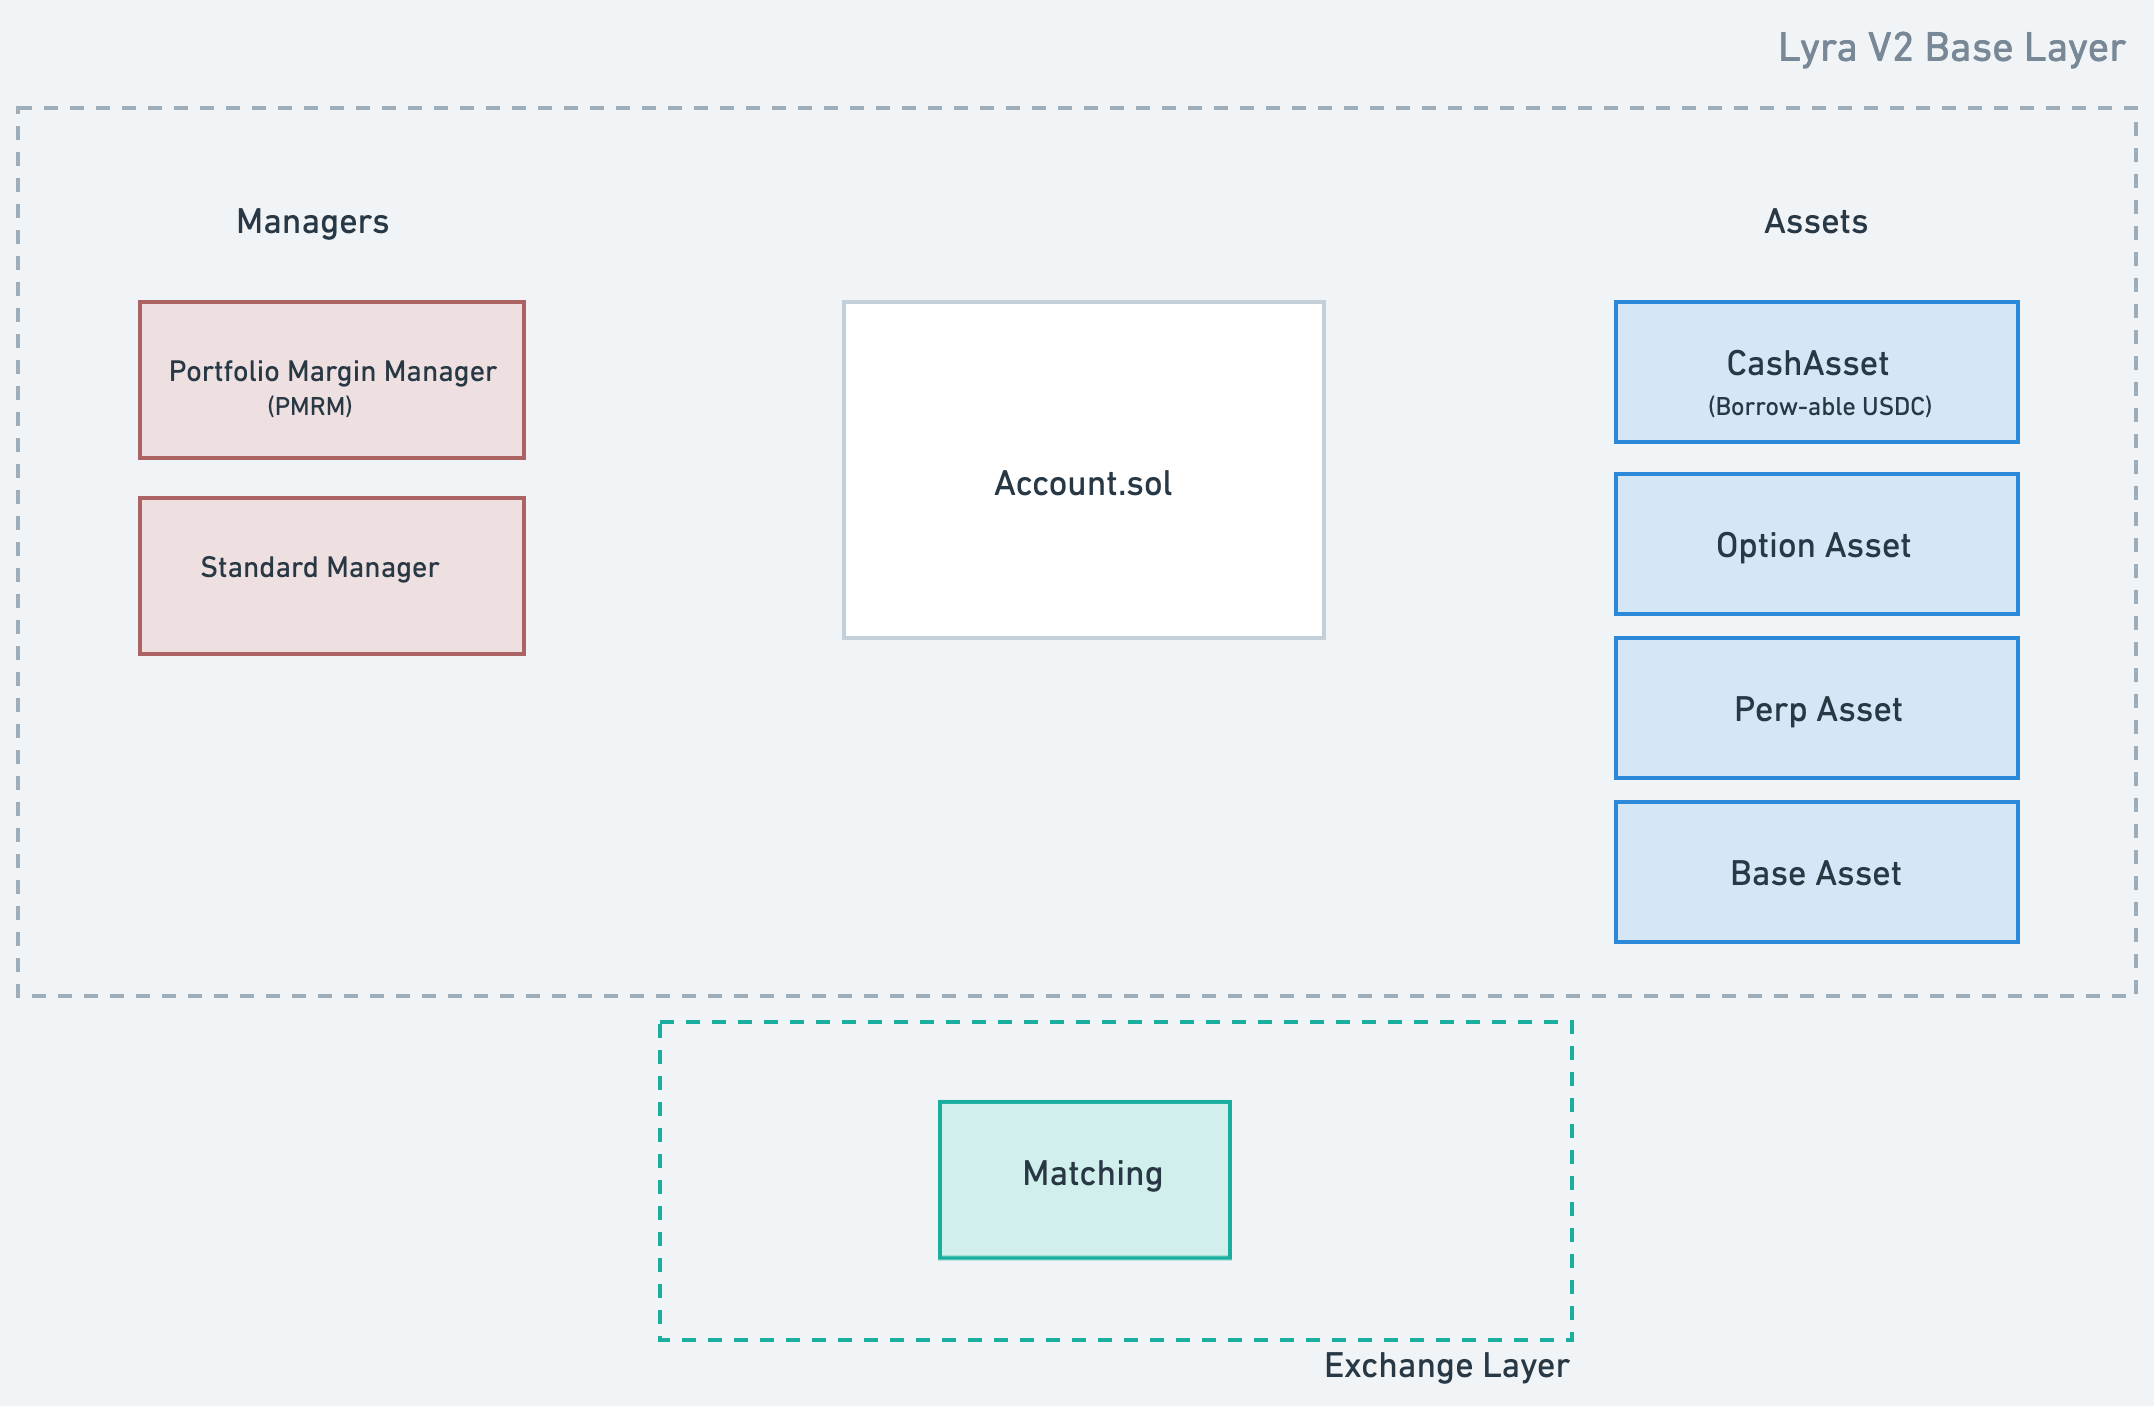 Lyra V2 Base Layer
Managers
Portfolio Margin Manager
(PMRM)
Standard Manager
Account.sol
Assets
CashAsset
(Borrow-able USDC)
Option Asset
Perp Asset
Base Asset
Matching
Exchange Layer